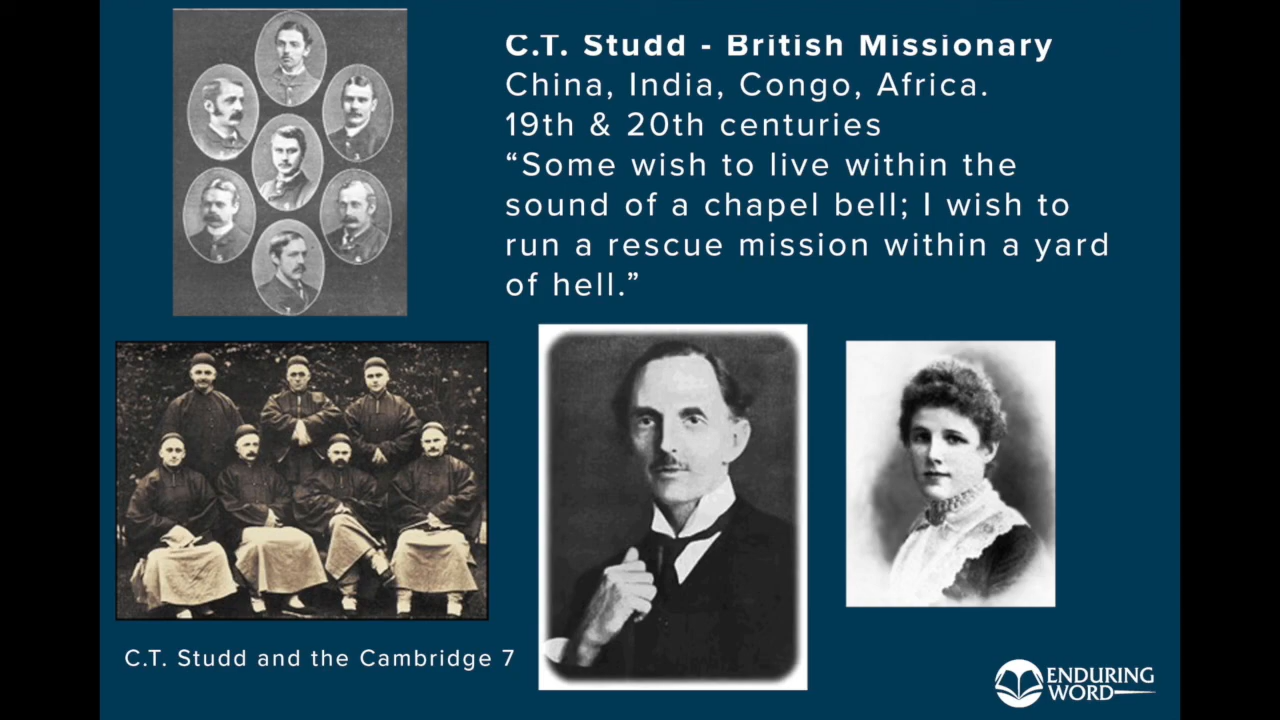 C.T. Studd - British Missionary
China, India, Congo, Africa.
19th & 20th centuries
“Some wish to live within the
sound of a chapel bell; I wish to
run a rescue mission within a yard
of hell.”
C.T. Studd and the Cambridge 7
ENDURING
WORD